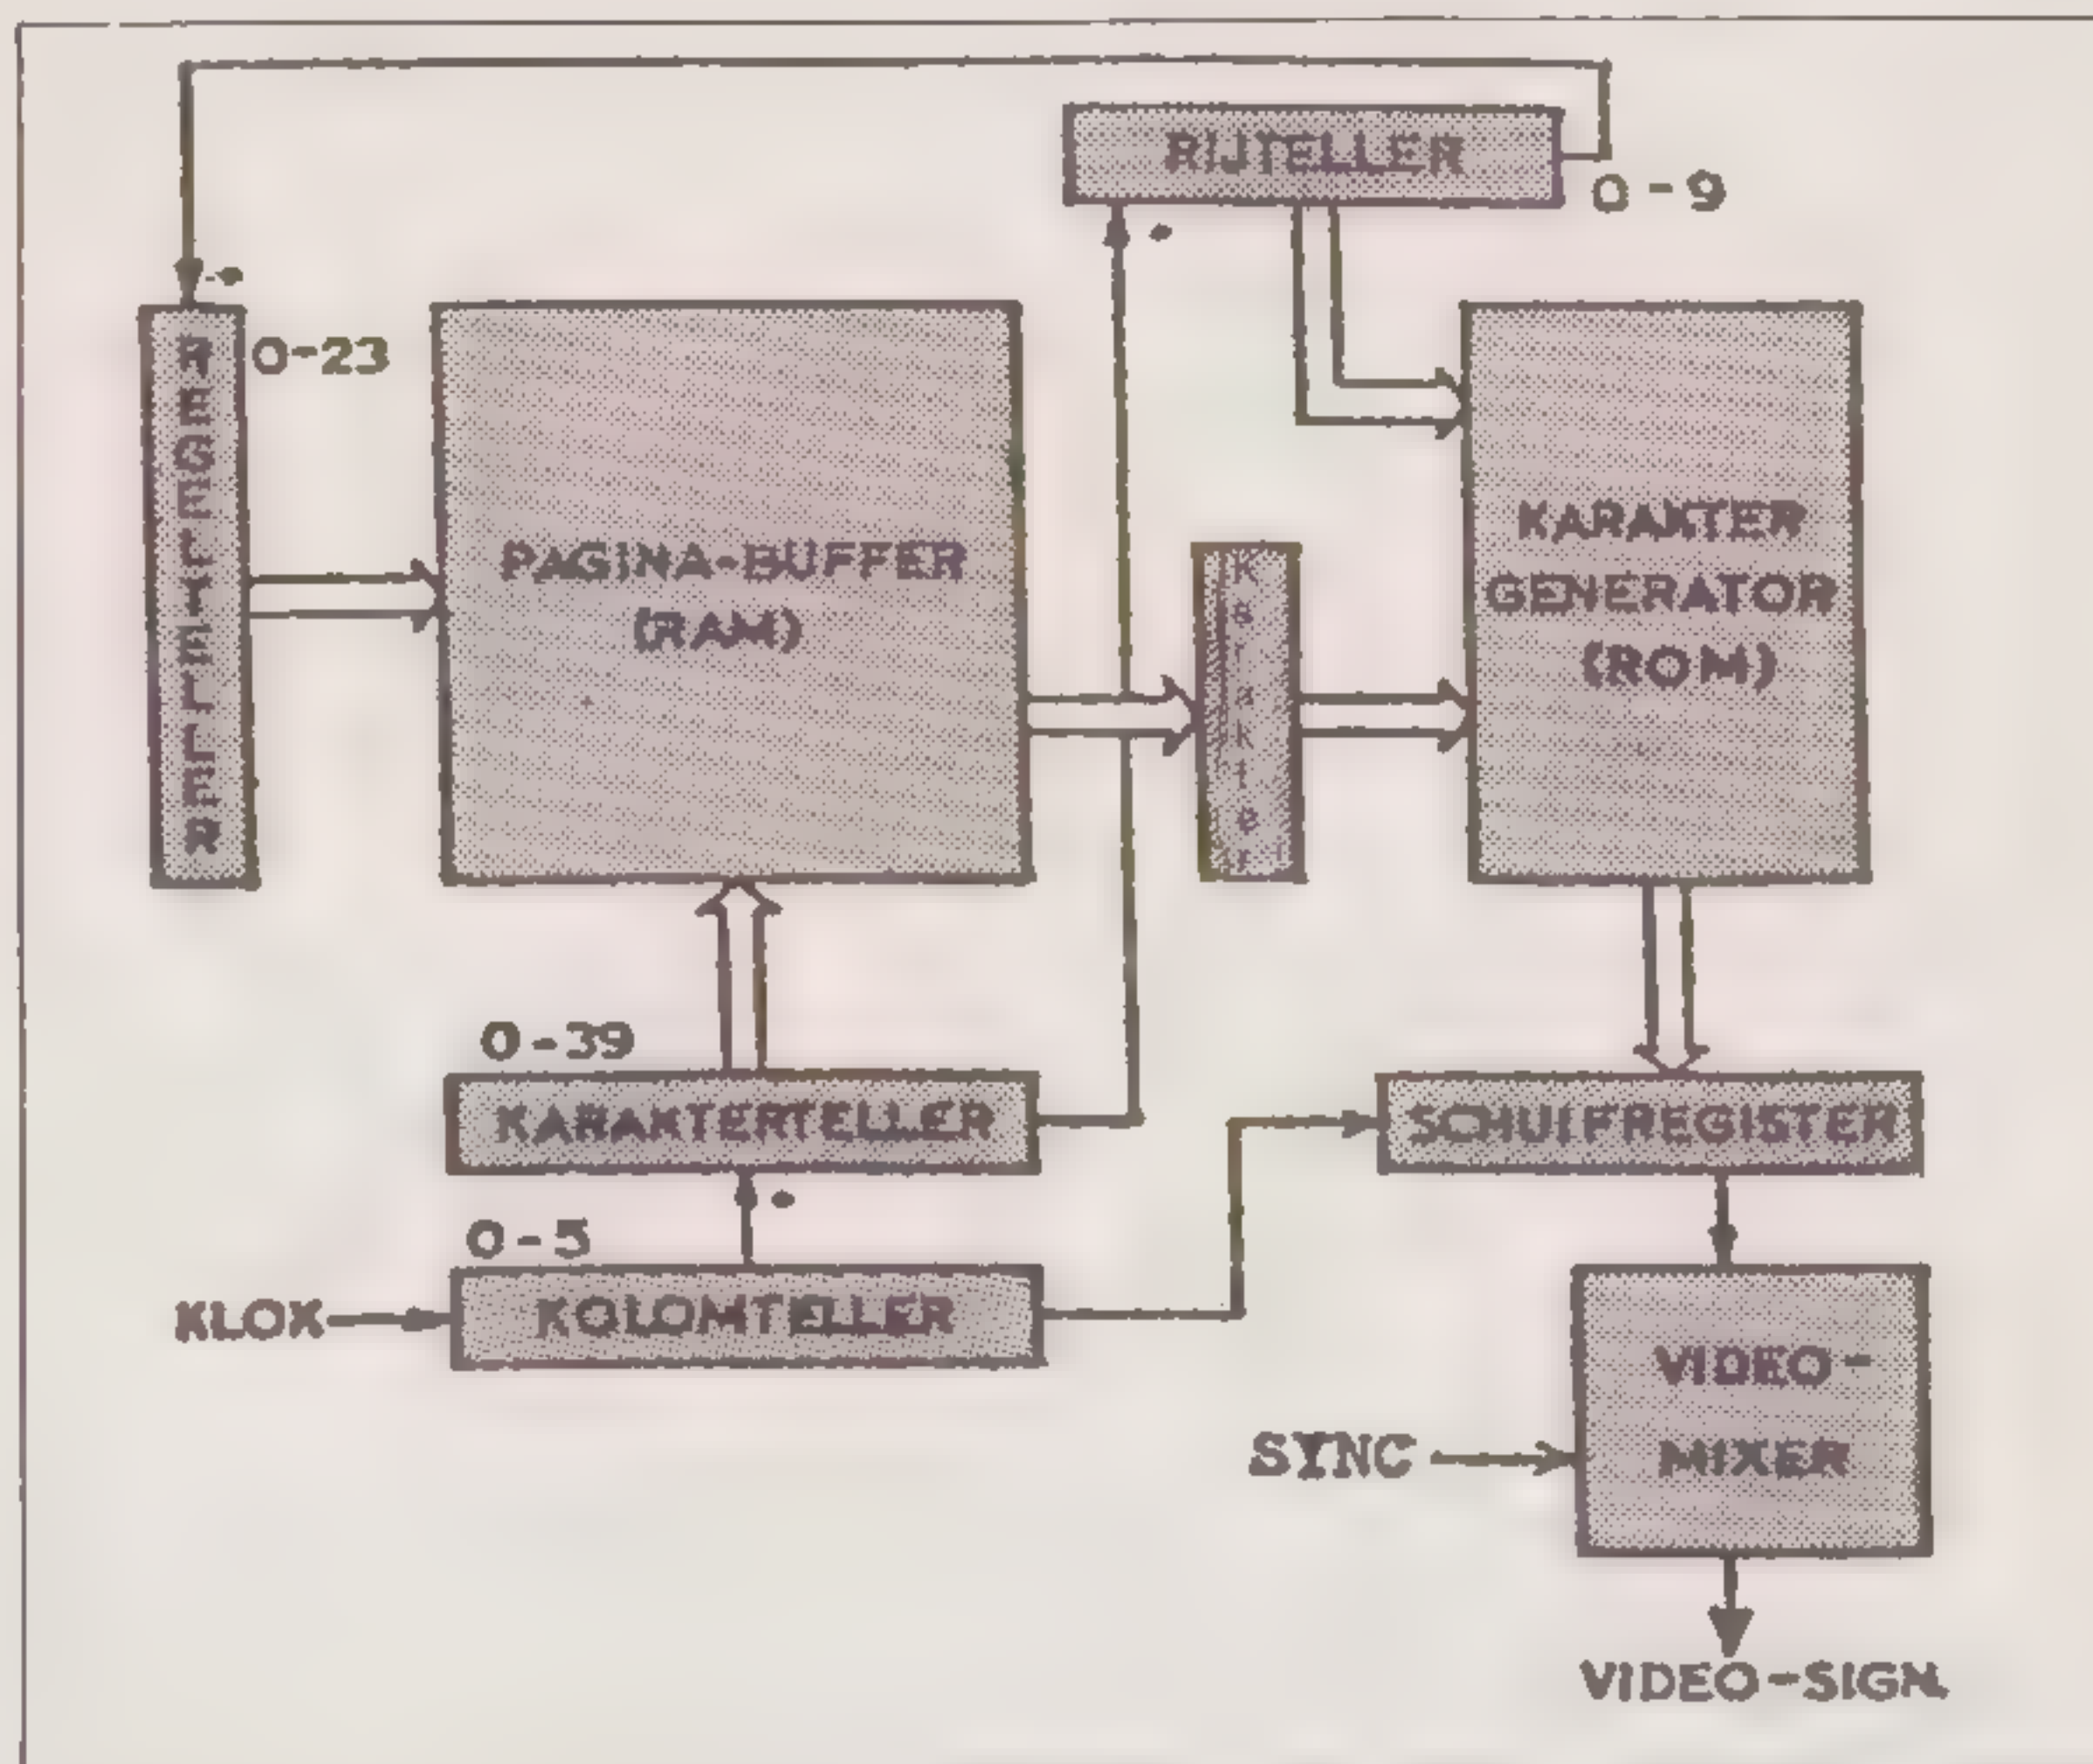 RIJTELLER
0-9
REGELTELLER
0-23
PAGINA-BUFFER
(RAM)
Karakter
KARAKTER
GENERATOR
(ROM)
0-39
KARAKTERTELLER
SCHUIFREGISTER
0-5
KLOK
KOLOMTELLER
VIDEO-
MIXER
SYNC
VIDEO-SIGN.